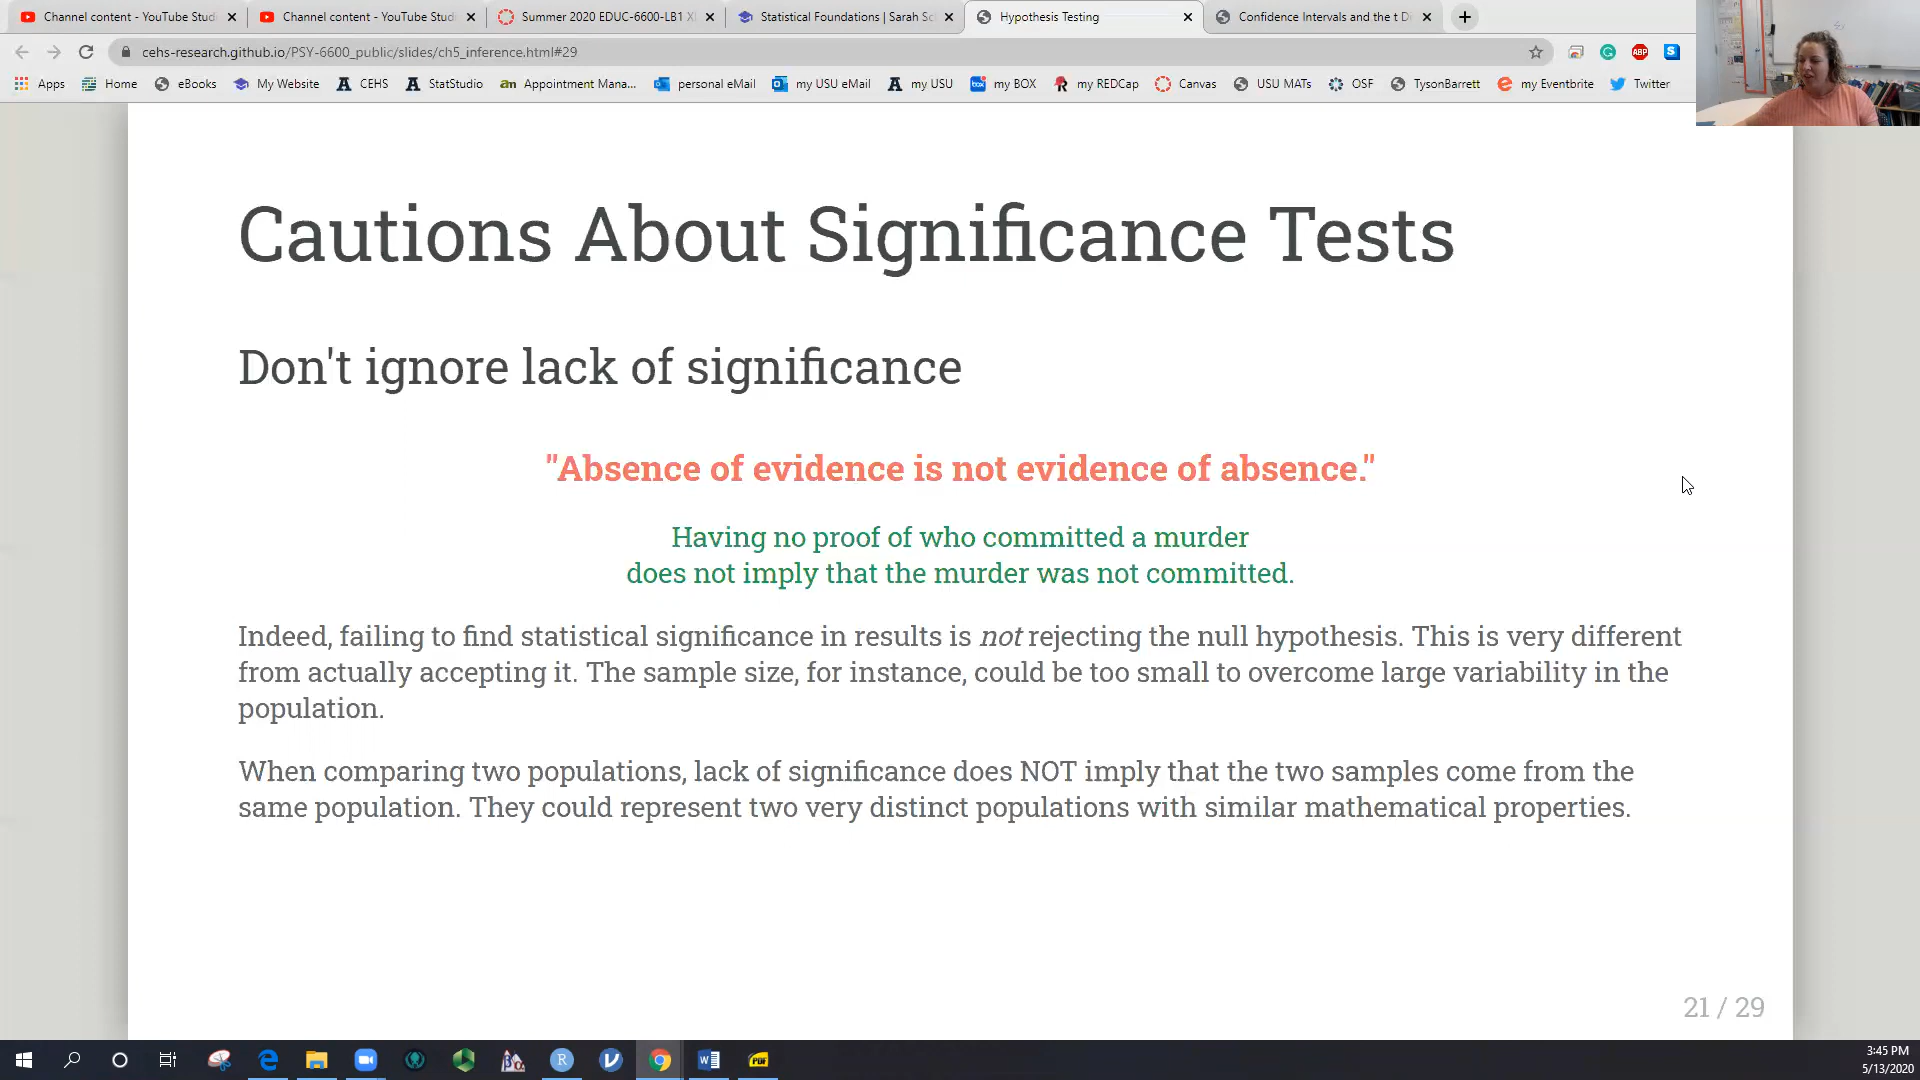 Channel content - YouTube Studi
Channel content - YouTube Studi
Summer 2020 EDUC-6600-LB1 XL
Statistical Foundations | Sarah Sc
Hypothesis Testing
Confidence Intervals and the t Di
cehs-research.github.io/PSY-6600_public/slides/ch5_inference.html#29
ABP
S
Apps
Home
eBooks
My Website
CEHS
StatStudio
an Appointment Mana...
personal eMail
my USU eMail
my USU
my BOX
my REDCap
Canvas
USU MATs
OSF
TysonBarrett
my Eventbrite
Twitter
Cautions About Significance Tests
Don't ignore lack of significance
"Absence of evidence is not evidence of absence."
Having no proof of who committed a murder
does not imply that the murder was not committed.
Indeed, failing to find statistical significance in results is not rejecting the null hypothesis. This is very different
from actually accepting it. The sample size, for instance, could be too small to overcome large variability in the
population.
When comparing two populations, lack of significance does NOT imply that the two samples come from the
same population. They could represent two very distinct populations with similar mathematical properties.
21 / 29
3:45 PM
5/13/2020